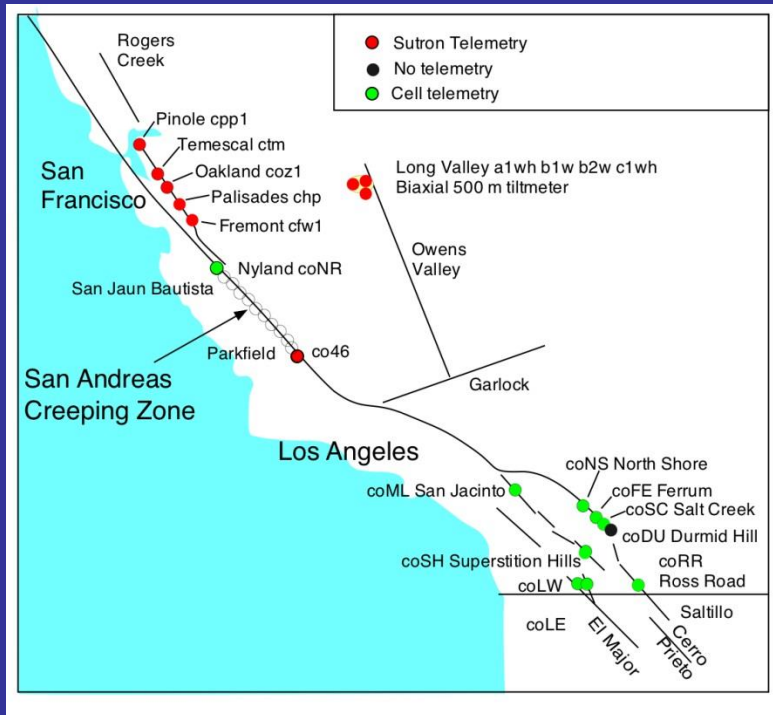 Sutron Telemetry
No telemetry
Cell telemetry
Rogers
Creek
Pinole cpp1
Temescal ctm
Oakland coz1
Palisades chp
Fremont cfw1
San
Francisco
Long Valley a1wh b1w b2w c1wh
Biaxial 500 m tiltmeter
Owens
Valley
Nyland coNR
San Jaun Bautista
Parkfield
co46
San Andreas
Creeping Zone
Garlock
Los Angeles
coNS North Shore
coFE Ferrum
coSC Salt Creek
coML San Jacinto
coDU Durmid Hill
coSH Superstition Hills
coRR
Ross Road
coLW
Saltillo
coLE
El Major
Cerro
Prieto